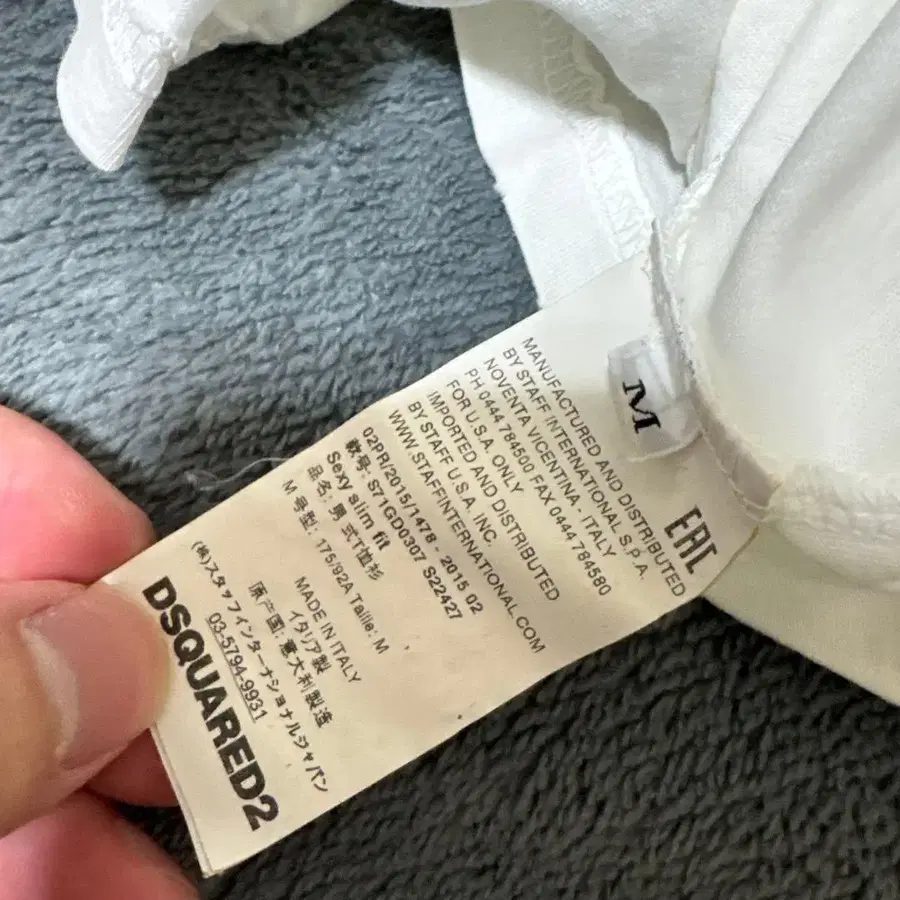 M
EAC
MANUFACTURED AND DISTRIBUTED
BY STAFF INTERNATIONAL S.P.A.
NOVENTA VICENTINA - ITALY
PH 0444 784500 FAX 0444 784580
FOR U.S.A. ONLY
IMPORTED AND DISTRIBUTED
BY STAFF U.S.A. INC.
WWW.STAFFINTERNATIONAL.COM
02PR/2015/1478 - 2015 02
款号: S71GD0307 S22427
Sexy slim fit
品名: 男 式T恤衫
M 号型: 175/92A Taille: M
MADE IN ITALY
イタリア製
原产国: 意大利製造
(株)スタッフインターナショナルジャパン
03-5794-9931
DSQUARED2